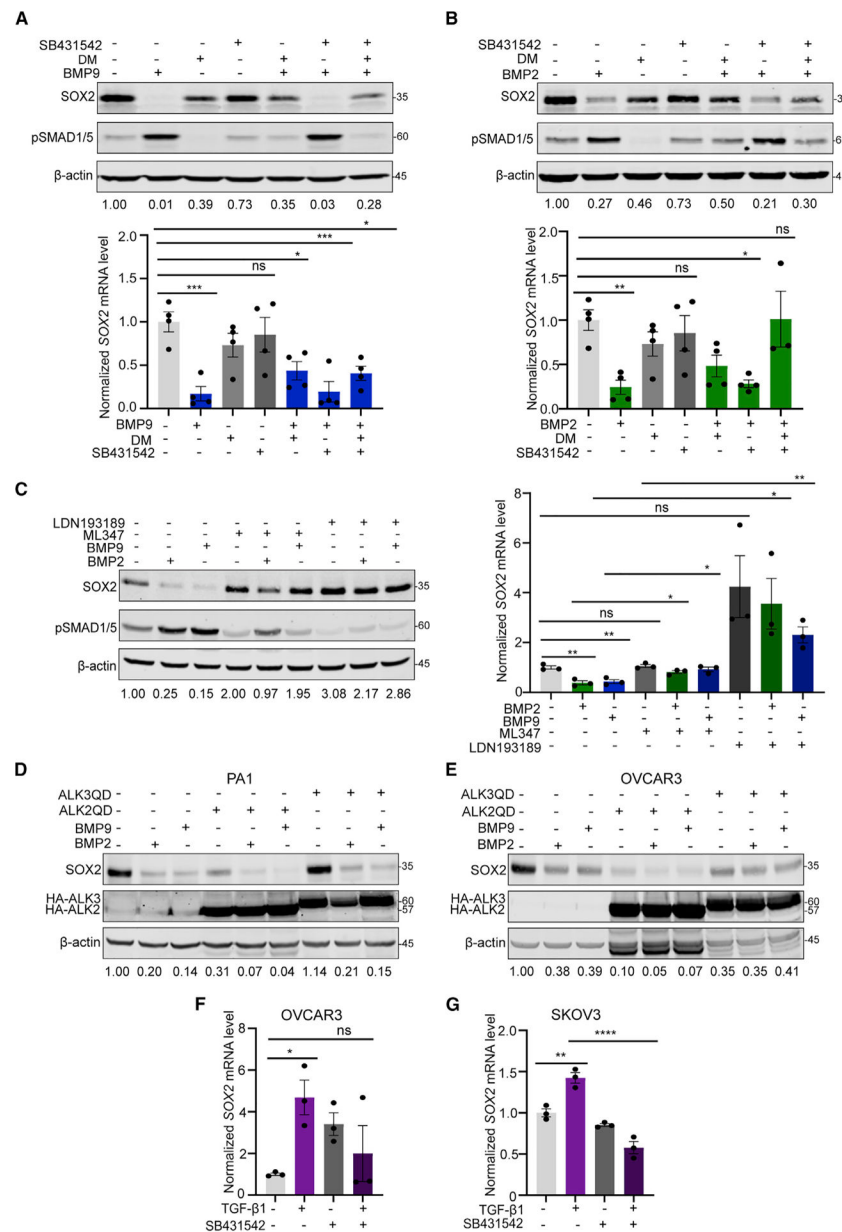 A
SB431542 - - - + - + +
DM - - + - + - +
BMP9 - + - - + + +
SOX2
35
pSMAD1/5
60
β-actin
45
1.00 0.01 0.39 0.73 0.35 0.03 0.28
Normalized SOX2 mRNA level
2.0
1.5
1.0
0.5
0.0
*
***
*
ns
***
BMP9 - + - - + + +
DM - - + - + - +
SB431542 - - - + - + +
B
SB431542 - - - + - + +
DM - - + - + - +
BMP2 - + - - + + +
SOX2
3
pSMAD1/5
6
β-actin
4
1.00 0.27 0.46 0.73 0.50 0.21 0.30
Normalized SOX2 mRNA level
2.0
1.5
1.0
0.5
0.0
ns
*
ns
**
BMP2 - + - - + + +
DM - - + - + - +
SB431542 - - - + - + +
C
LDN193189 - - - - - - + + +
ML347 - - - + + + - - -
BMP9 - - + - - + - - +
BMP2 - + - - + - - + -
SOX2
35
pSMAD1/5
60
β-actin
45
1.00 0.25 0.15 2.00 0.97 1.95 3.08 2.17 2.86
Normalized SOX2 mRNA level
8
6
4
2
0
**
*
ns
*
*
ns
**
**
BMP2 - + - - + - - + -
BMP9 - - + - - + - - +
ML347 - - - + + + - - -
LDN193189 - - - - - - + + +
D
PA1
ALK3QD - - - - - - + + +
ALK2QD - - - + + + - - -
BMP9 - - + - - + - - +
BMP2 - + - - + - - + -
SOX2
35
HA-ALK3
60
HA-ALK2
57
β-actin
45
1.00 0.20 0.14 0.31 0.07 0.04 1.14 0.21 0.15
E
OVCAR3
ALK3QD - - - - - - + + +
ALK2QD - - - + + + - - -
BMP9 - - + - - + - - +
BMP2 - + - - + - - + -
SOX2
35
HA-ALK3
60
HA-ALK2
57
β-actin
45
1.00 0.38 0.39 0.10 0.05 0.07 0.35 0.35 0.41
F
OVCAR3
Normalized SOX2 mRNA level
8
6
4
2
0
ns
*
TGF-β1 - + - +
SB431542 - - + +
G
SKOV3
Normalized SOX2 mRNA level
2.0
1.5
1.0
0.5
0.0
****
**
TGF-β1 - + - +
SB431542 - - + +